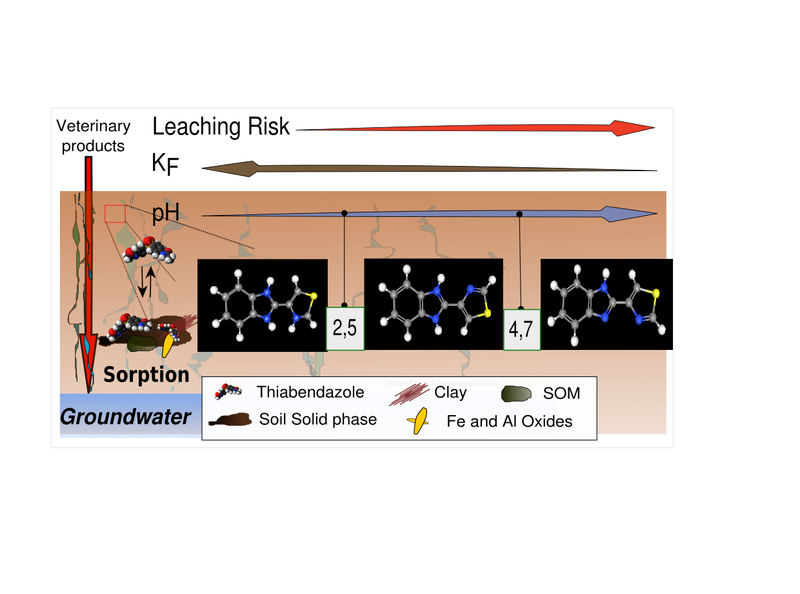 Veterinary
products
Leaching Risk
KF
pH
2,5
4,7
Sorption
Groundwater
Thiabendazole
Clay
SOM
Soil Solid phase
Fe and Al Oxides